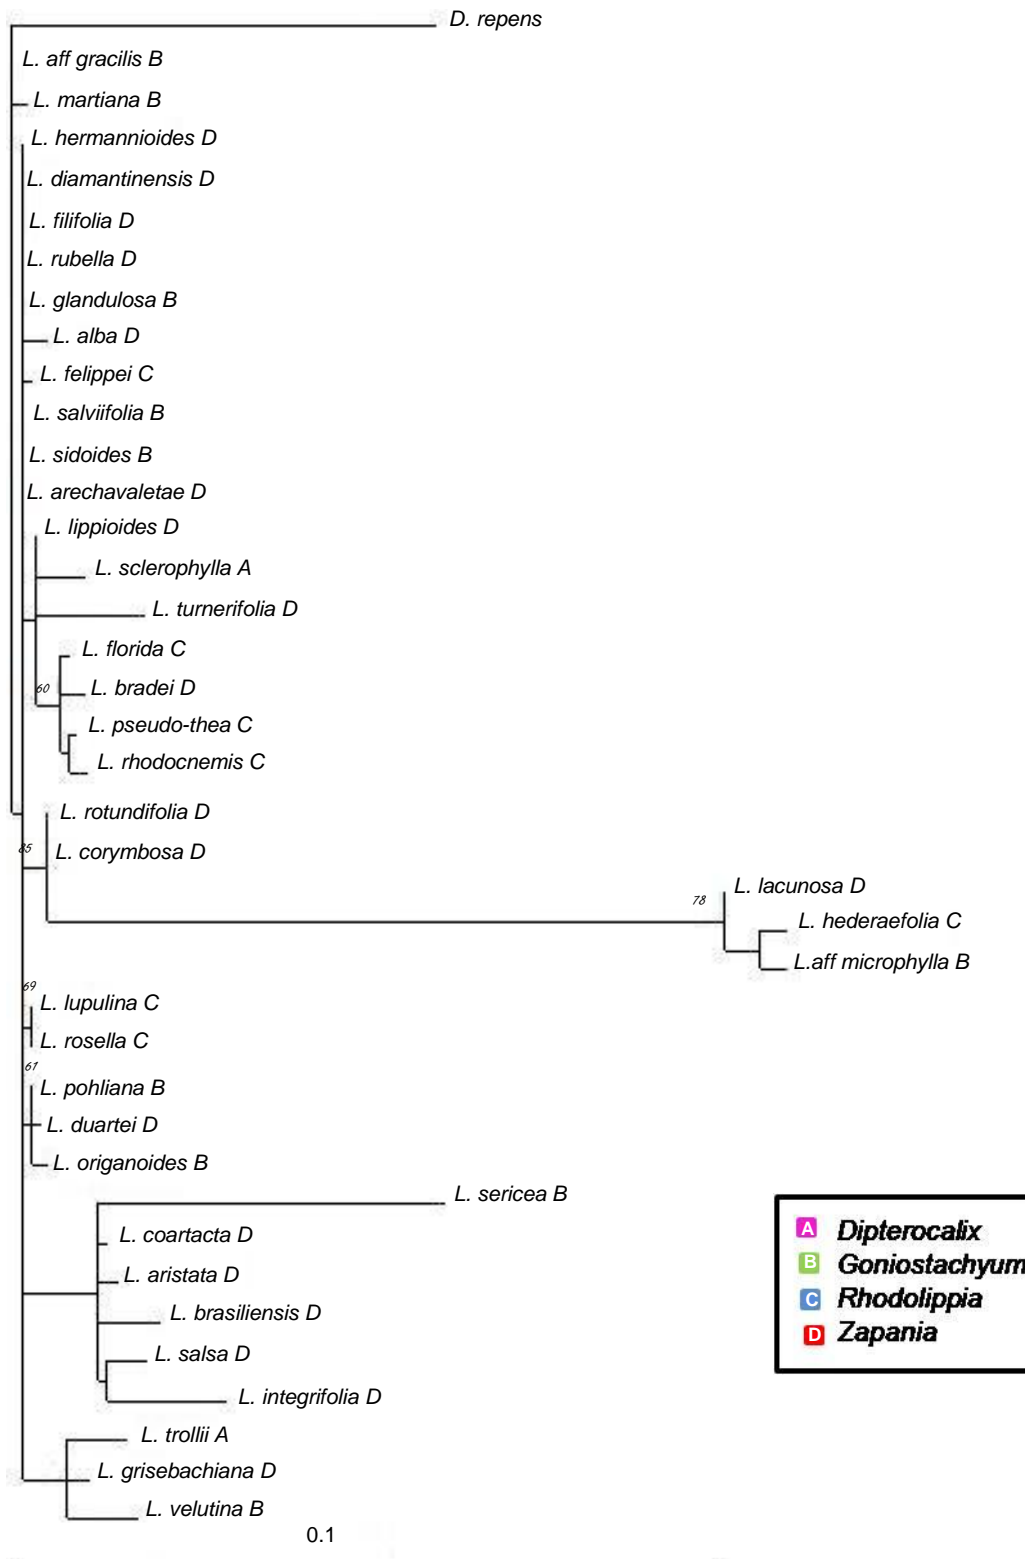 D. repens
L. aff gracilis B
L. martiana B
L. hermannioides D
L. diamantinensis D
L. filifolia D
L. rubella D
L. glandulosa B
L. alba D
L. felippei C
L. salviifolia B
L. sidoides B
L. arechavaletae D
L. lippioides D
L. sclerophylla A
L. turnerifolia D
L. florida C
60
L. bradei D
L. pseudo-thea C
L. rhodocnemis C
L. rotundifolia D
85
L. corymbosa D
L. lacunosa D
78
L. hederaefolia C
L.aff microphylla B
69
L. lupulina C
L. rosella C
61
L. pohliana B
L. duartei D
L. origanoides B
L. sericea B
L. coartacta D
L. aristata D
L. brasiliensis D
L. salsa D
L. integrifolia D
L. trollii A
L. grisebachiana D
L. velutina B
0.1
A Dipterocalix
B Goniostachyum
C Rhodolippia
D Zapania